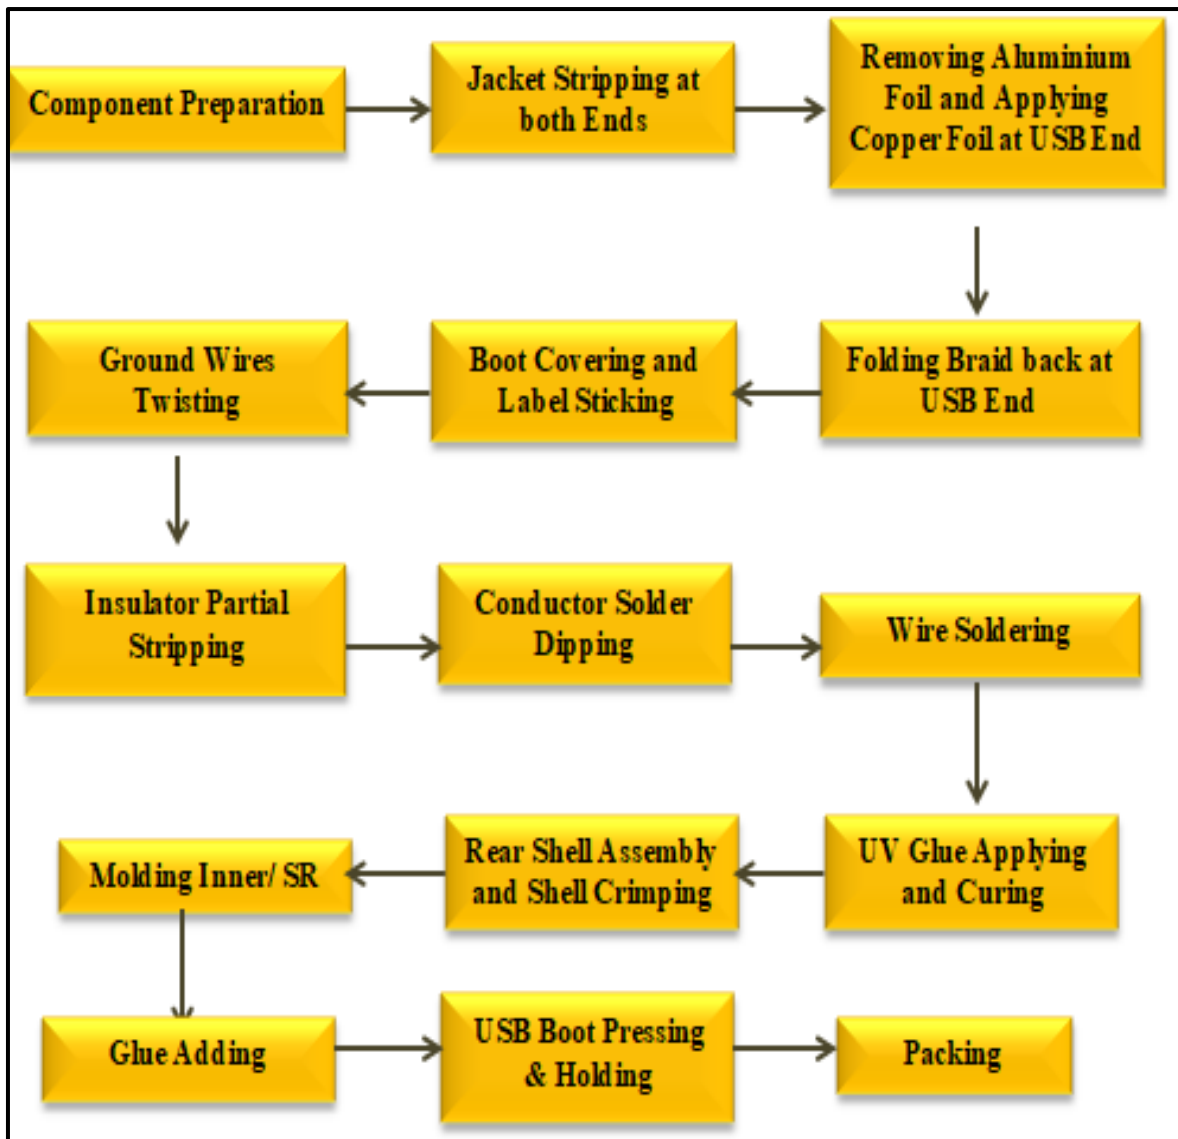 Component Preparation
Jacket Stripping at
both Ends
Removing Aluminium
Foil and Applying
Copper Foil at USB End
Folding Braid back at
USB End
Boot Covering and
Label Sticking
Ground Wires
Twisting
Insulator Partial
Stripping
Conductor Solder
Dipping
Wire Soldering
UV Glue Applying
and Curing
Rear Shell Assembly
and Shell Crimping
Molding Inner/ SR
Glue Adding
USB Boot Pressing
& Holding
Packing